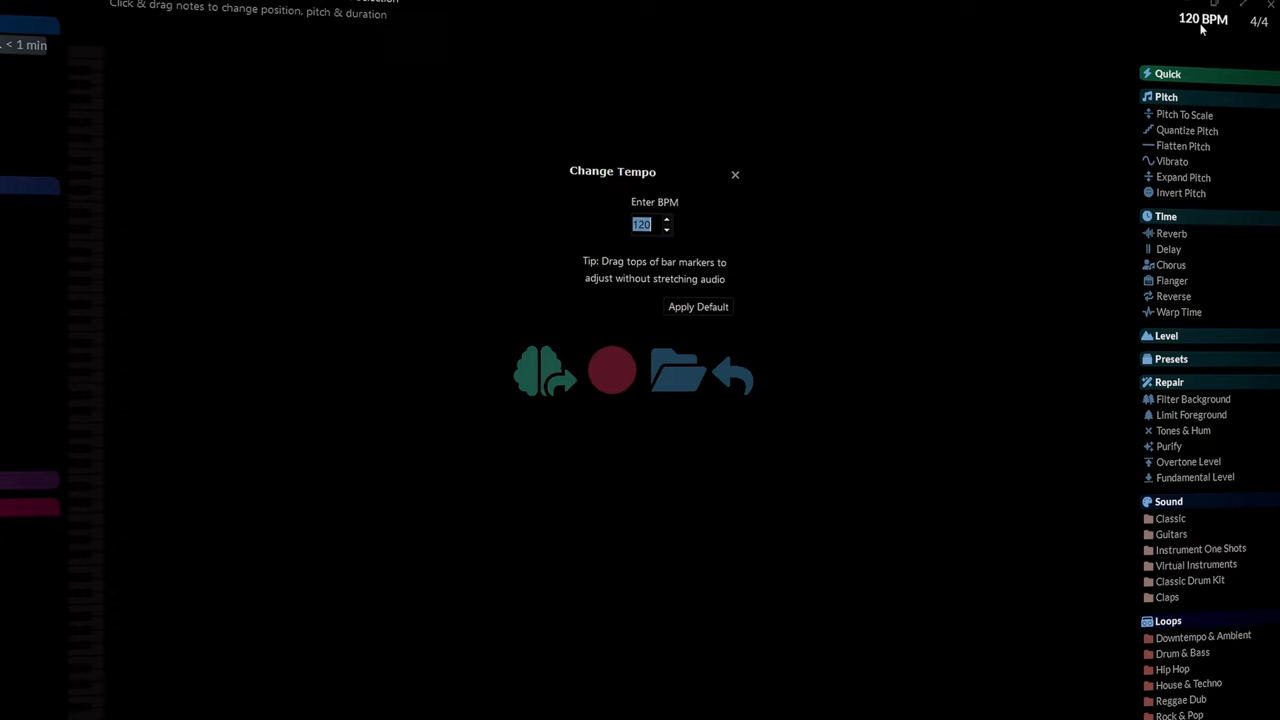 Click & drag notes to change position, pitch & duration
120 BPM
4/4
< 1 min
Quick
Pitch
Pitch To Scale
Quantize Pitch
Flatten Pitch
Vibrato
Expand Pitch
Invert Pitch
Time
Reverb
Delay
Chorus
Flanger
Reverse
Warp Time
Level
Presets
Repair
Filter Background
Limit Foreground
Tones & Hum
Purify
Overtone Level
Fundamental Level
Sound
Classic
Guitars
Instrument One Shots
Virtual Instruments
Classic Drum Kit
Claps
Loops
Downtempo & Ambient
Drum & Bass
Hip Hop
House & Techno
Reggae Dub
Rock & Pop
Change Tempo
Enter BPM
120
Tip: Drag tops of bar markers to
adjust without stretching audio
Apply Default